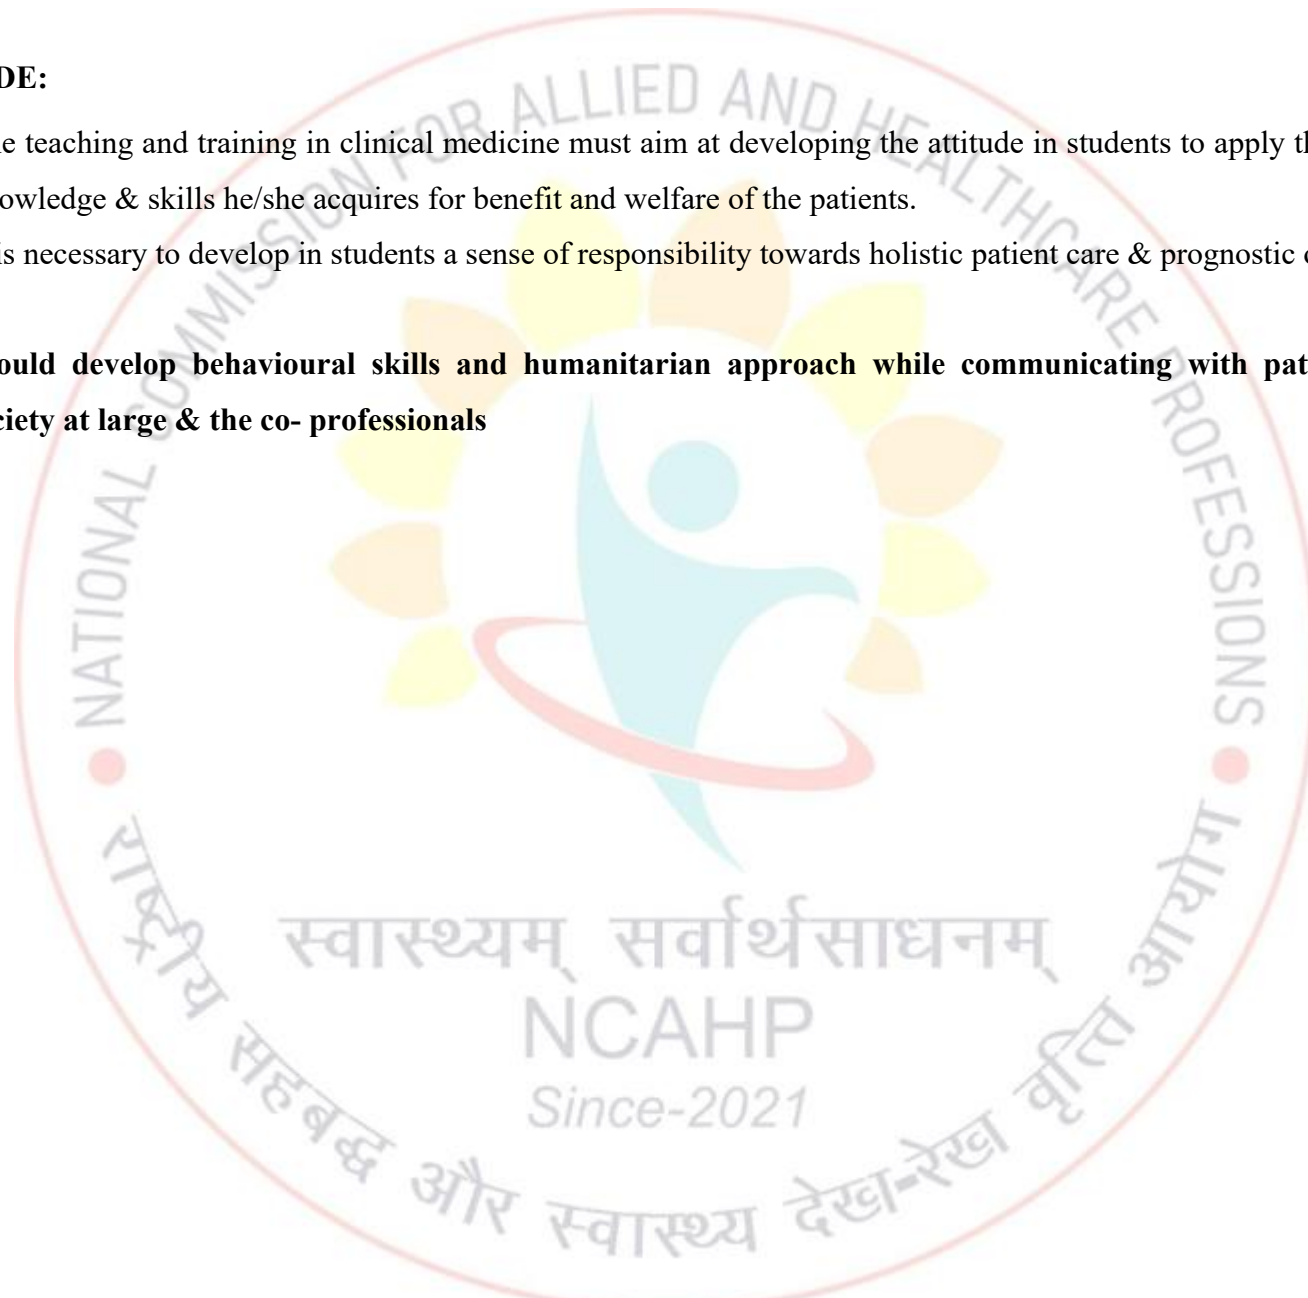 DE:
e teaching and training in clinical medicine must aim at developing the attitude in students to apply th
owledge & skills he/she acquires for benefit and welfare of the patients.
is necessary to develop in students a sense of responsibility towards holistic patient care & prognostic o
ould develop behavioural skills and humanitarian approach while communicating with pat
ciety at large & the co- professionals
NATIONAL COMMISSION FOR ALLIED AND HEALTHCARE PROFESSIONS
स्वास्थ्यम् सर्वार्थसाधनम्
NCAHP
Since-2021
राष्ट्रीय सहबद्ध और स्वास्थ्य देख-रेख वृत्ति आयोग